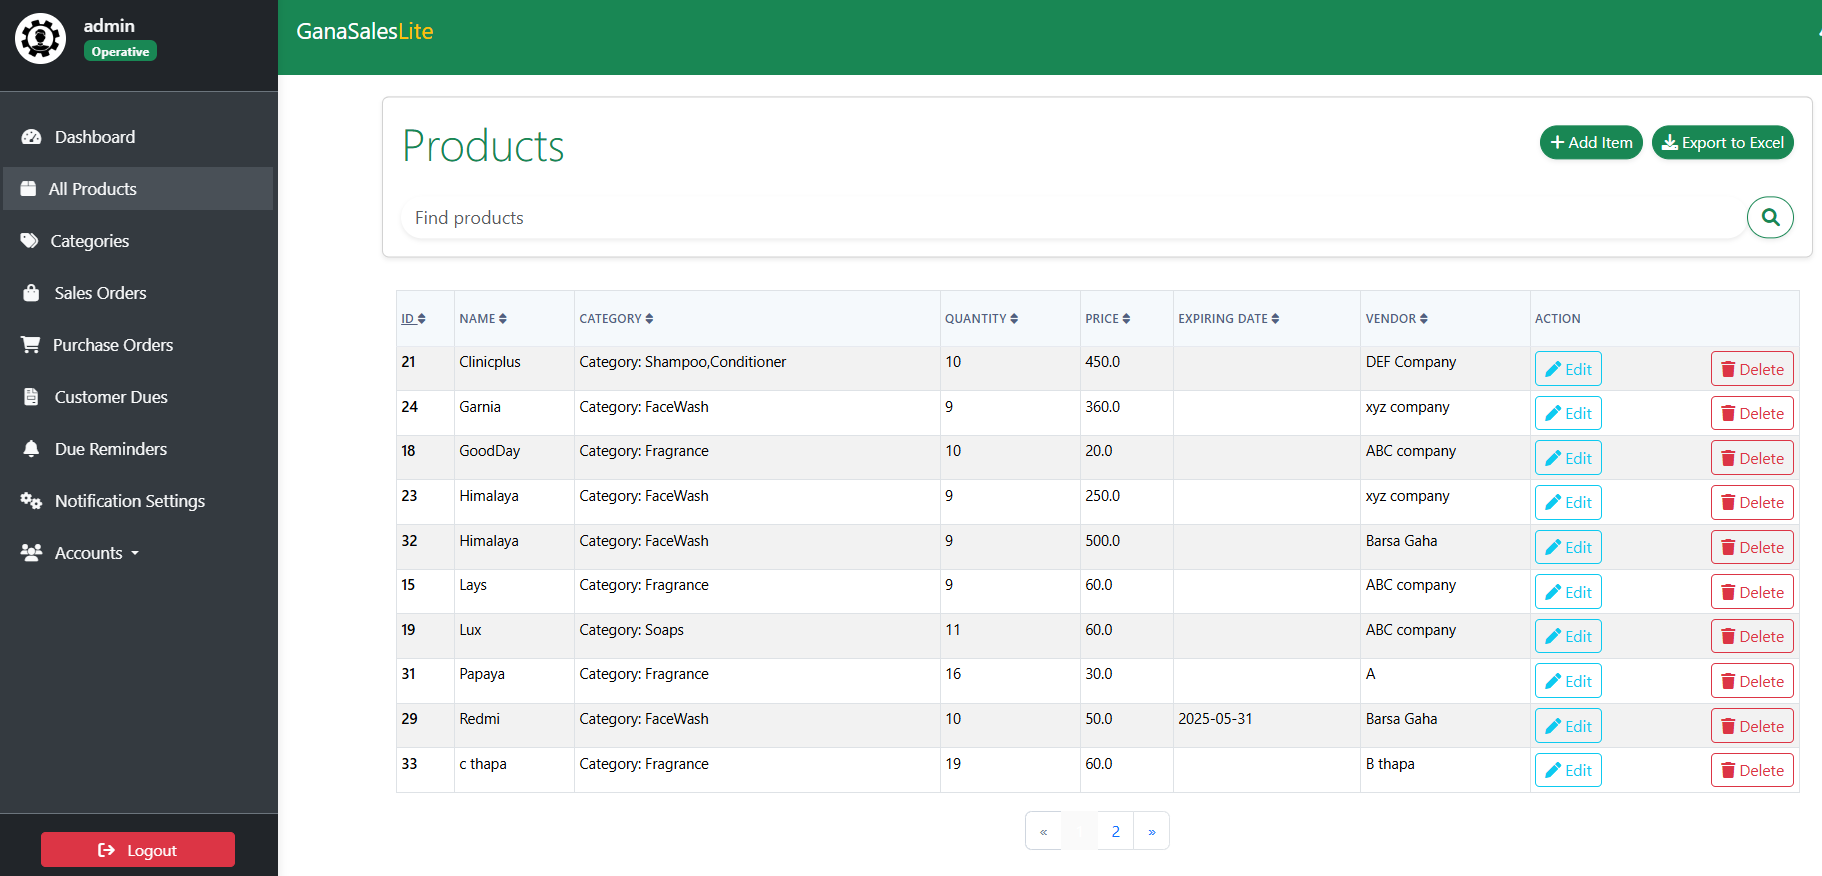 admin
Operative
GanaSalesLite
Dashboard
All Products
Categories
Sales Orders
Purchase Orders
Customer Dues
Due Reminders
Notification Settings
Accounts
Logout
Products
Add Item
Export to Excel
Find products
ID NAME CATEGORY QUANTITY PRICE EXPIRING DATE VENDOR ACTION
21 Clinicplus Category: Shampoo,Conditioner 10 450.0 DEF Company Edit Delete
24 Garnia Category: FaceWash 9 360.0 xyz company Edit Delete
18 GoodDay Category: Fragrance 10 20.0 ABC company Edit Delete
23 Himalaya Category: FaceWash 9 250.0 xyz company Edit Delete
32 Himalaya Category: FaceWash 9 500.0 Barsa Gaha Edit Delete
15 Lays Category: Fragrance 9 60.0 ABC company Edit Delete
19 Lux Category: Soaps 11 60.0 ABC company Edit Delete
31 Papaya Category: Fragrance 16 30.0 A Edit Delete
29 Redmi Category: FaceWash 10 50.0 2025-05-31 Barsa Gaha Edit Delete
33 c thapa Category: Fragrance 19 60.0 B thapa Edit Delete
« 1 2 »